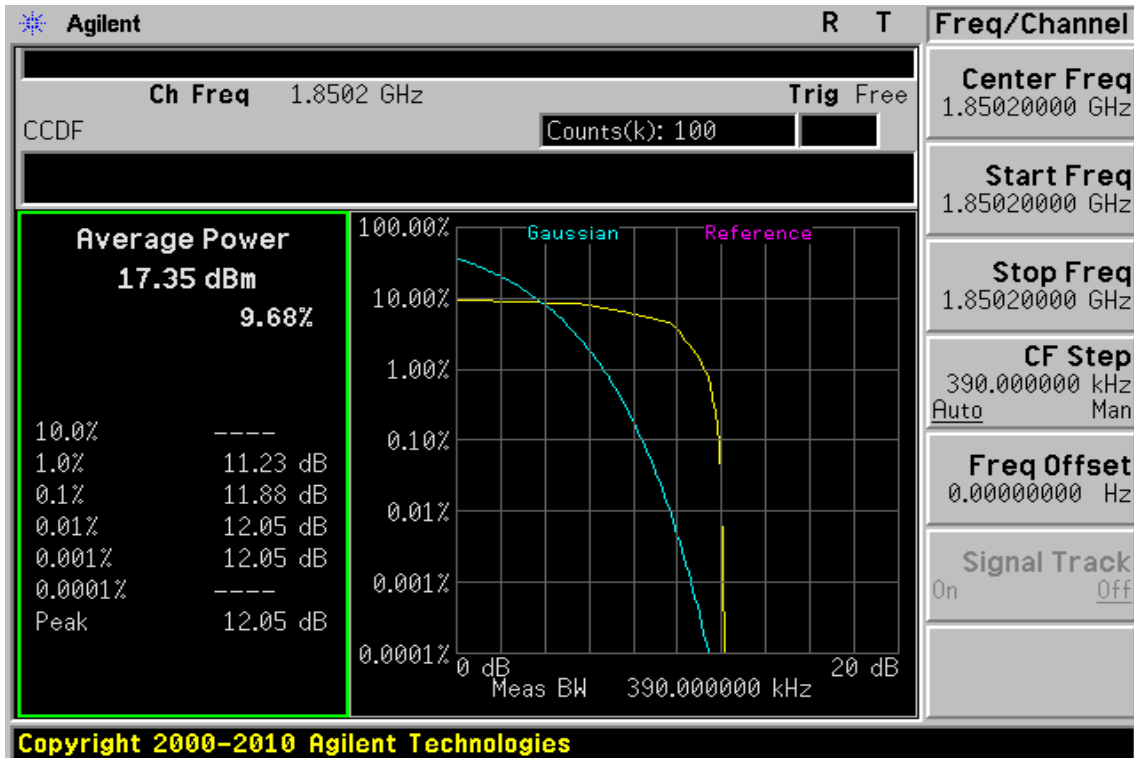 Agilent R T Freq/Channel
Ch Freq 1.8502 GHz Trig Free
CCDF Counts(k): 100
Average Power
17.35 dBm
9.68%
10.0% ----
1.0% 11.23 dB
0.1% 11.88 dB
0.01% 12.05 dB
0.001% 12.05 dB
0.0001% ----
Peak 12.05 dB
Gaussian Reference
100.00%
10.00%
1.00%
0.10%
0.01%
0.001%
0.0001%
0 dB 20 dB
Meas BW 390.000000 kHz
Center Freq
1.85020000 GHz
Start Freq
1.85020000 GHz
Stop Freq
1.85020000 GHz
CF Step
390.000000 kHz
Auto Man
Freq Offset
0.00000000 Hz
Signal Track
On Off
Copyright 2000-2010 Agilent Technologies